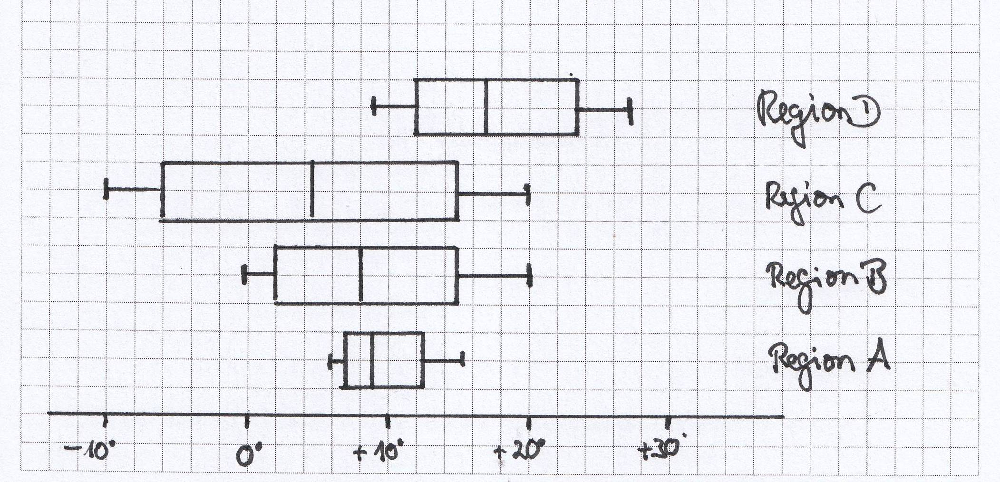 Region D
Region C
Region B
Region A
-10° 0° +10° +20° +30°